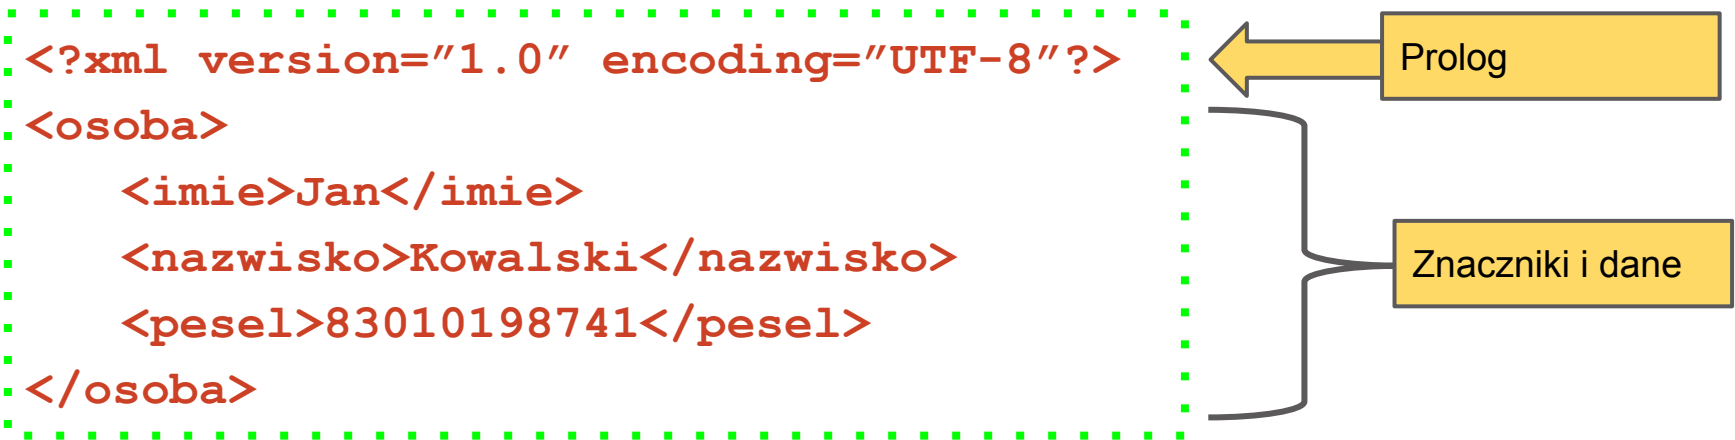 <?xml version=″1.0″ encoding=″UTF-8″?>
<osoba>
<imie>Jan</imie>
<nazwisko>Kowalski</nazwisko>
<pesel>83010198741</pesel>
</osoba>
Prolog
Znaczniki i dane